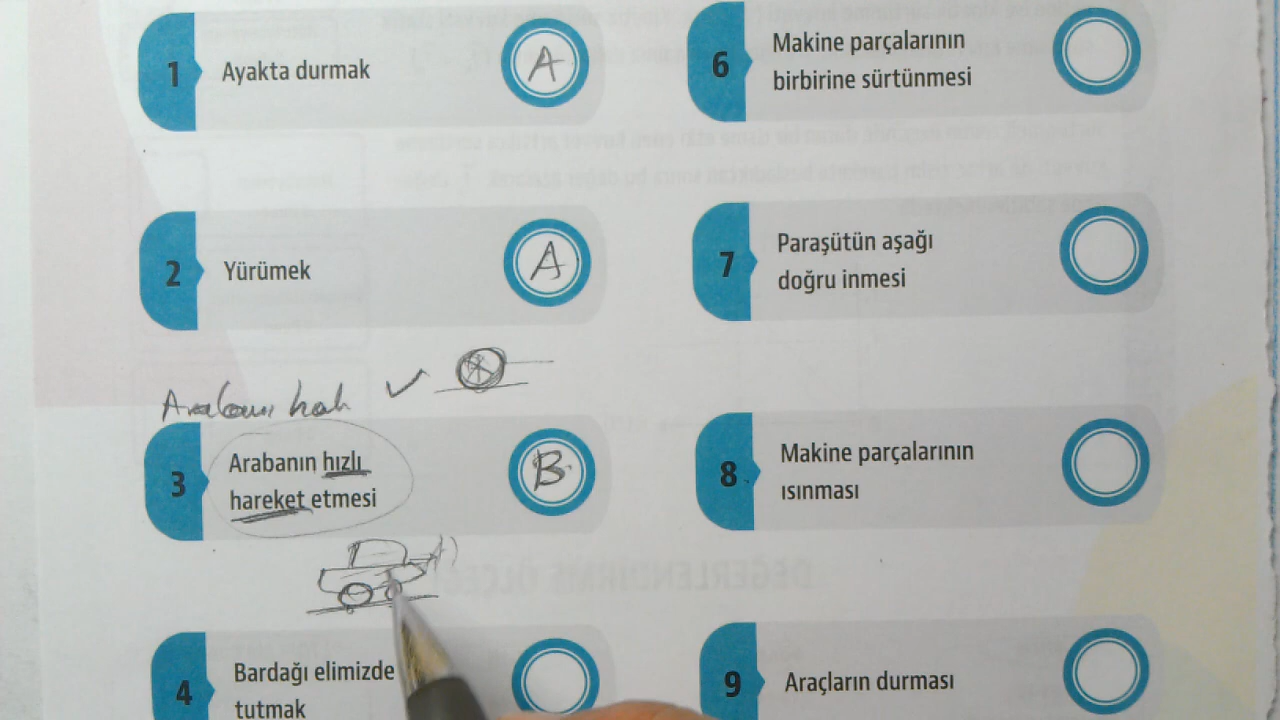 1 Ayakta durmak A
2 Yürümek A
Arabanın
3 Arabanın hızlı
hareket etmesi B
4 Bardağı elimizde
tutmak
6 Makine parçalarının
birbirine sürtünmesi
7 Paraşütün aşağı
doğru inmesi
8 Makine parçalarının
ısınması
9 Araçların durması